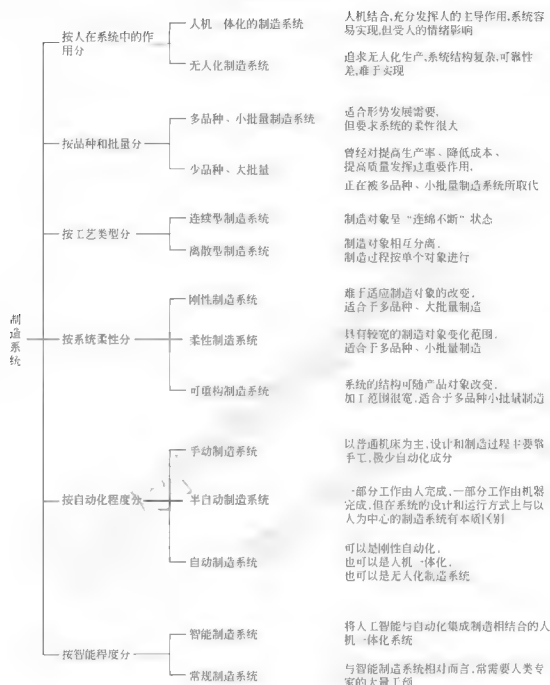 制造系统
按人在系统中的作
用分
人机一体化的制造系统
人机结合,充分发挥人的主导作用,系统容
易实现,但受人的情绪影响
无人化制造系统
追求无人化生产,系统结构复杂,可靠性
差,难于实现
按品种和批量分
多品种、小批量制造系统
适合形势发展需要,
但要求系统的柔性很大
少品种、大批量
曾经对提高生产率、降低成本、
提高质量发挥过重要作用,
正在被多品种、小批量制造系统所取代
按工艺类型分
连续型制造系统
制造对象呈“连绵不断”状态
离散型制造系统
制造对象相互分离,
制造过程按单个对象进行
按系统柔性分
刚性制造系统
难于适应制造对象的改变,
适合于多品种、大批量制造
柔性制造系统
具有较宽的制造对象变化范围,
适合于多品种、小批量制造
可重构制造系统
系统的结构可随产品对象改变,
加工范围很宽,适合于多品种小批量制造
按自动化程度分
手动制造系统
以普通机床为主,设计和制造过程主要靠
手工,极少自动化成分
半自动制造系统
一部分工作由人完成,一部分工作由机器
完成,但在系统的设计和运行方式上与以
人为中心的制造系统有本质区别
自动制造系统
可以是刚性自动化,
也可以是人机一体化,
也可以是无人化制造系统
按智能程度分
智能制造系统
将人工智能与自动化集成制造相结合的人
机一体化系统
常规制造系统
与智能制造系统相对而言,常需要人类专
家的大量干预